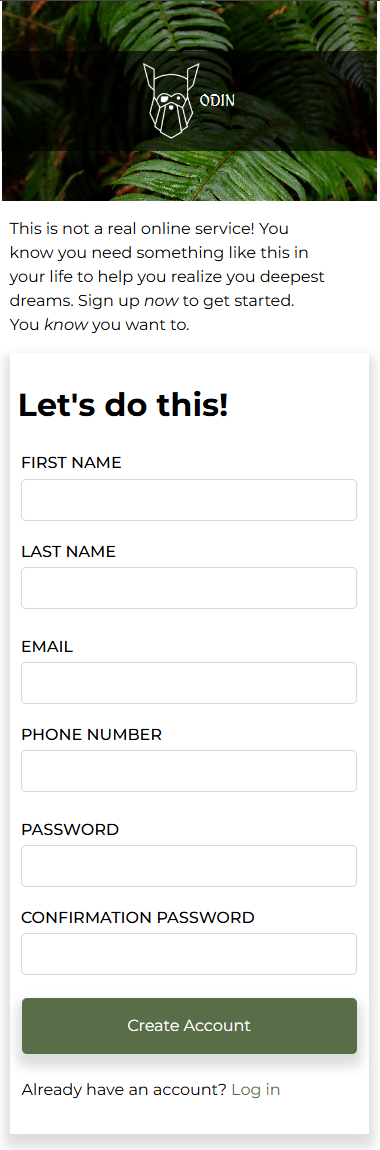 ODIN
This is not a real online service! You
know you need something like this in
your life to help you realize you deepest
dreams. Sign up now to get started.
You know you want to.
Let's do this!
FIRST NAME
LAST NAME
EMAIL
PHONE NUMBER
PASSWORD
CONFIRMATION PASSWORD
Create Account
Already have an account? Log in